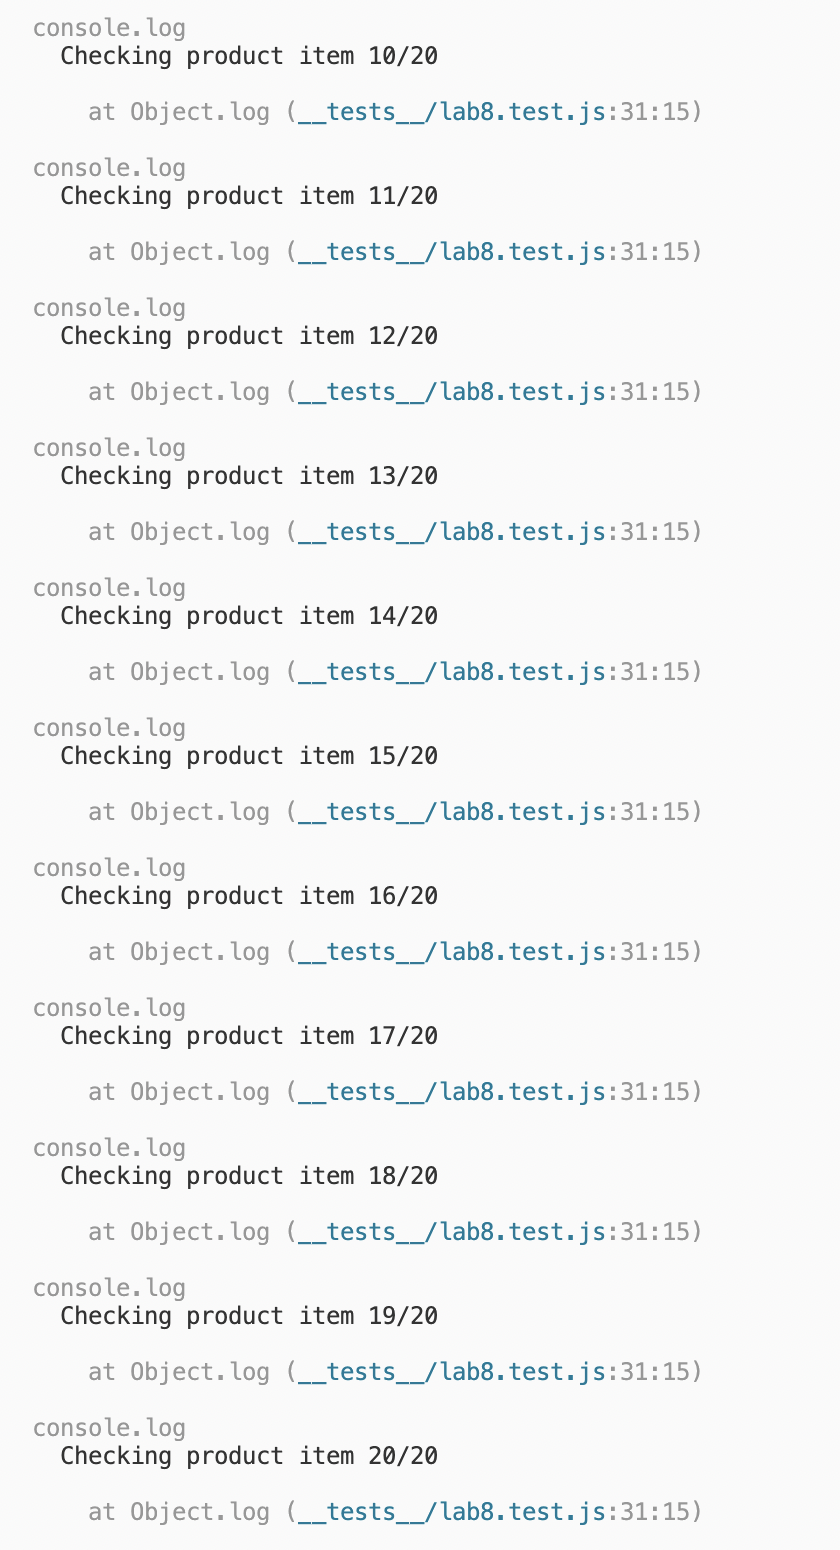 console.log
Checking product item 10/20
at Object.log (__tests__/lab8.test.js:31:15)
console.log
Checking product item 11/20
at Object.log (__tests__/lab8.test.js:31:15)
console.log
Checking product item 12/20
at Object.log (__tests__/lab8.test.js:31:15)
console.log
Checking product item 13/20
at Object.log (__tests__/lab8.test.js:31:15)
console.log
Checking product item 14/20
at Object.log (__tests__/lab8.test.js:31:15)
console.log
Checking product item 15/20
at Object.log (__tests__/lab8.test.js:31:15)
console.log
Checking product item 16/20
at Object.log (__tests__/lab8.test.js:31:15)
console.log
Checking product item 17/20
at Object.log (__tests__/lab8.test.js:31:15)
console.log
Checking product item 18/20
at Object.log (__tests__/lab8.test.js:31:15)
console.log
Checking product item 19/20
at Object.log (__tests__/lab8.test.js:31:15)
console.log
Checking product item 20/20
at Object.log (__tests__/lab8.test.js:31:15)